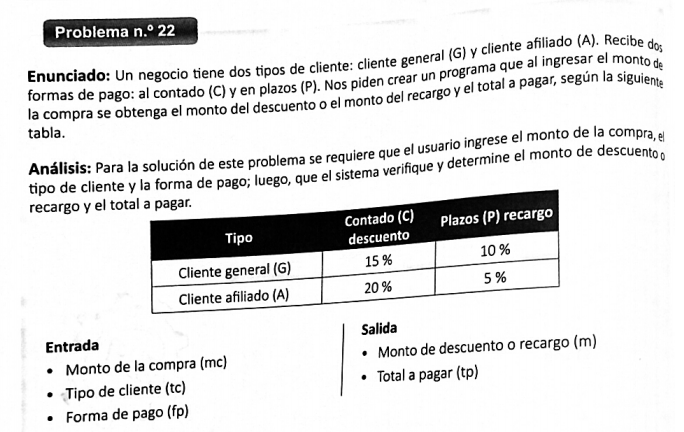 Problema n.º 22
Enunciado: Un negocio tiene dos tipos de cliente: cliente general (G) y cliente afiliado (A). Recibe dos
formas de pago: al contado (C) y en plazos (P). Nos piden crear un programa que al ingresar el monto de
la compra se obtenga el monto del descuento o el monto del recargo y el total a pagar, según la siguiente
tabla.
Análisis: Para la solución de este problema se requiere que el usuario ingrese el monto de la compra, el
tipo de cliente y la forma de pago; luego, que el sistema verifique y determine el monto de descuento o
recargo y el total a pagar.
Tipo Contado (C) descuento Plazos (P) recargo
Cliente general (G) 15 % 10 %
Cliente afiliado (A) 20 % 5 %
Entrada
• Monto de la compra (mc)
• Tipo de cliente (tc)
• Forma de pago (fp)
Salida
• Monto de descuento o recargo (m)
• Total a pagar (tp)